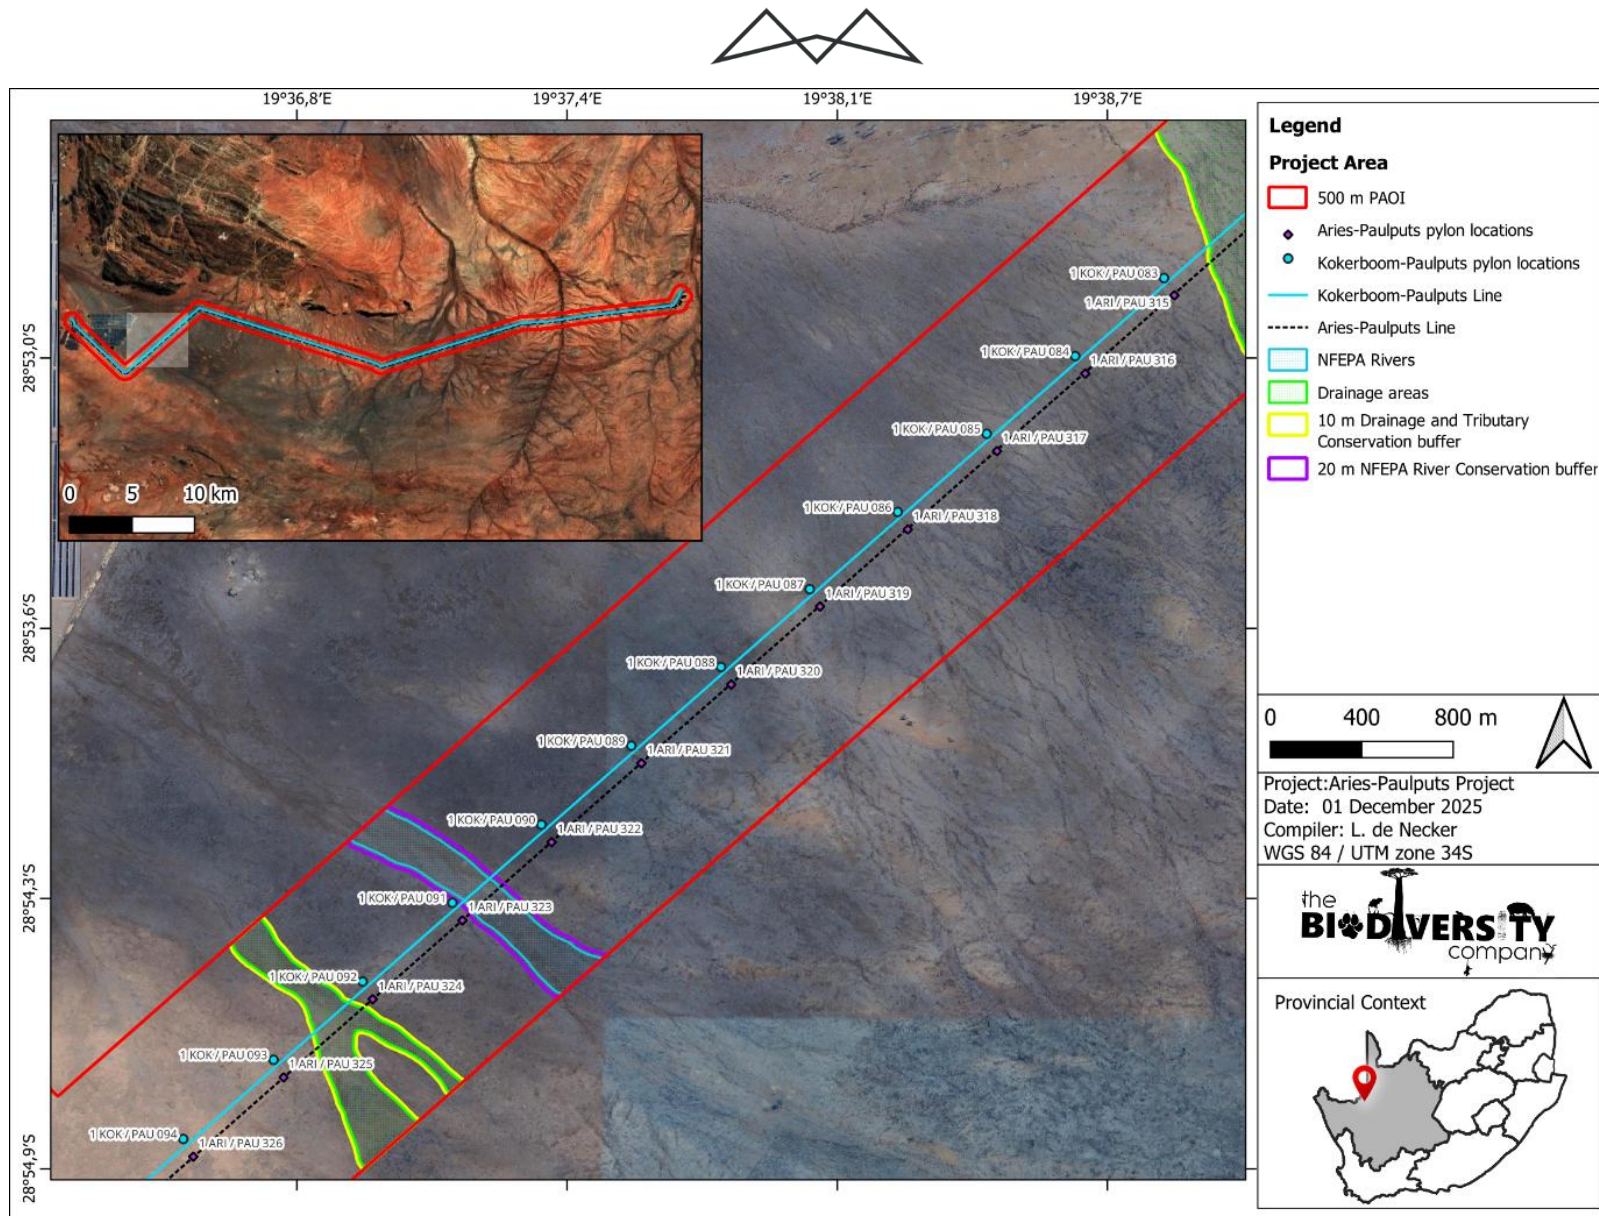 19°36,8'E
19°37,4'E
19°38,1'E
19°38,7'E
28°53,0'S
28°53,6'S
28°54,3'S
28°54,9'S
0 5 10 km
1 KOK / PAU 083
1 ARI / PAU 315
1 KOK / PAU 084
1 ARI / PAU 316
1 KOK / PAU 085
1 ARI / PAU 317
1 KOK / PAU 086
1 ARI / PAU 318
1 KOK / PAU 087
1 ARI / PAU 319
1 KOK / PAU 088
1 ARI / PAU 320
1 KOK / PAU 089
1 ARI / PAU 321
1 KOK / PAU 090
1 ARI / PAU 322
1 KOK / PAU 091
1 ARI / PAU 323
1 KOK / PAU 092
1 ARI / PAU 324
1 KOK / PAU 093
1 ARI / PAU 325
1 KOK / PAU 094
1 ARI / PAU 326
Legend
Project Area
500 m PAOI
Aries-Paulputs pylon locations
Kokerboom-Paulputs pylon locations
Kokerboom-Paulputs Line
Aries-Paulputs Line
NFEPA Rivers
Drainage areas
10 m Drainage and Tributary
Conservation buffer
20 m NFEPA River Conservation buffer
0 400 800 m
Project:Aries-Paulputs Project
Date: 01 December 2025
Compiler: L. de Necker
WGS 84 / UTM zone 34S
the
BIODIVERSITY
company
Provincial Context